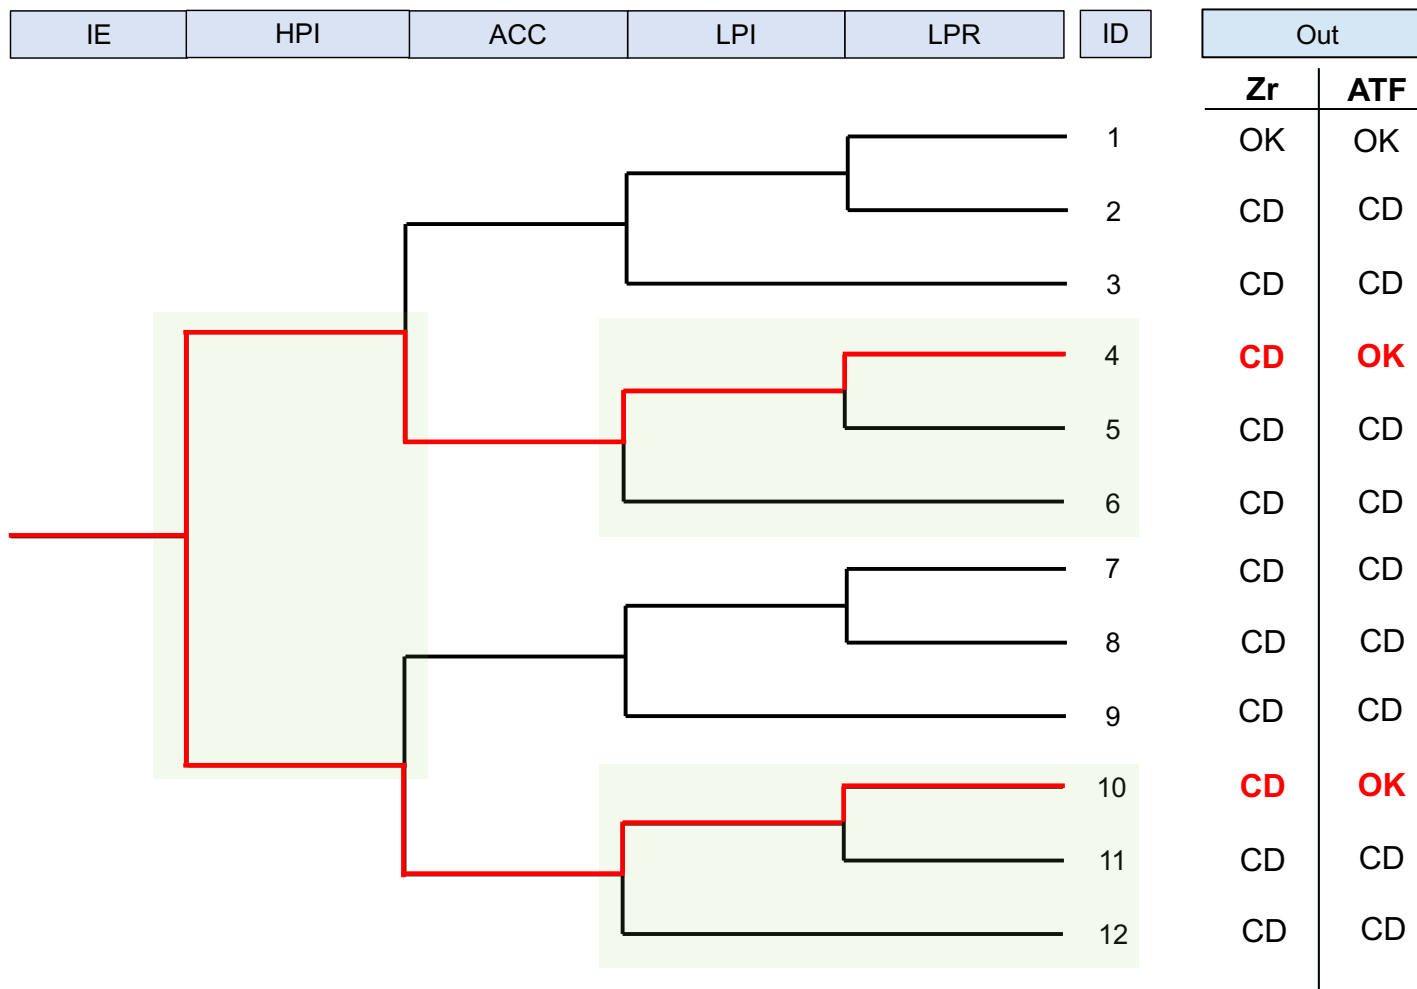 IE HPI ACC LPI LPR ID Out
Zr ATF
1 OK OK
2 CD CD
3 CD CD
4 CD OK
5 CD CD
6 CD CD
7 CD CD
8 CD CD
9 CD CD
10 CD OK
11 CD CD
12 CD CD